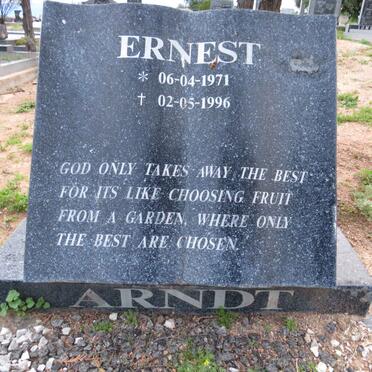 ERNEST
* 06-04-1971
† 02-05-1996
GOD ONLY TAKES AWAY THE BEST
FOR ITS LIKE CHOOSING FRUIT
FROM A GARDEN, WHERE ONLY
THE BEST ARE CHOSEN.
ARNDT